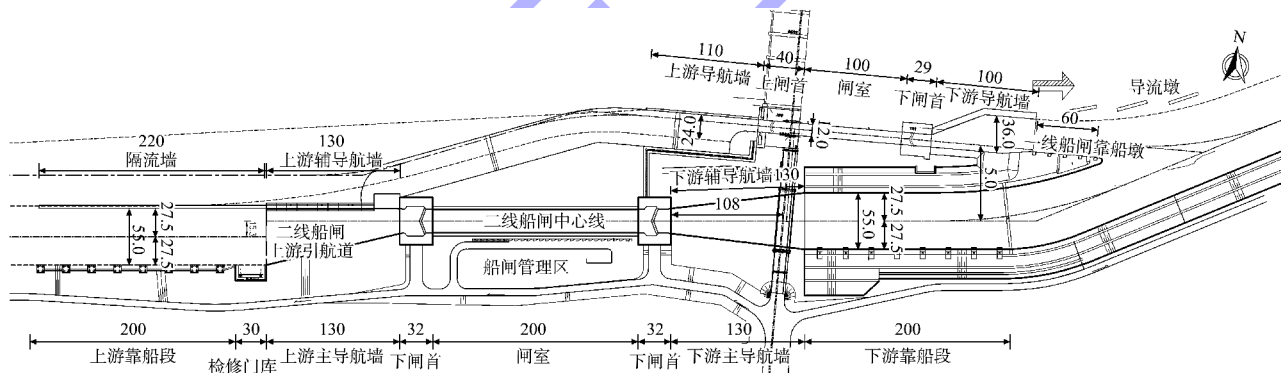 N
110
40
100
29
100
上游导航墙
上闸首
闸室
下闸首
下游导航墙
导流墩
24.0
12.0
36.0
60
线船闸靠船墩
220
130
隔流墙
上游辅导航墙
下游辅导航墙130
108
5.0
55.0
27.5
27.5
二线船闸
上游引航道
二线船闸中心线
船闸管理区
55.0
27.5
27.5
200
30
130
32
200
32
130
200
上游靠船段
检修门库
上游主导航墙
下闸首
闸室
下闸首
下游主导航墙
下游靠船段